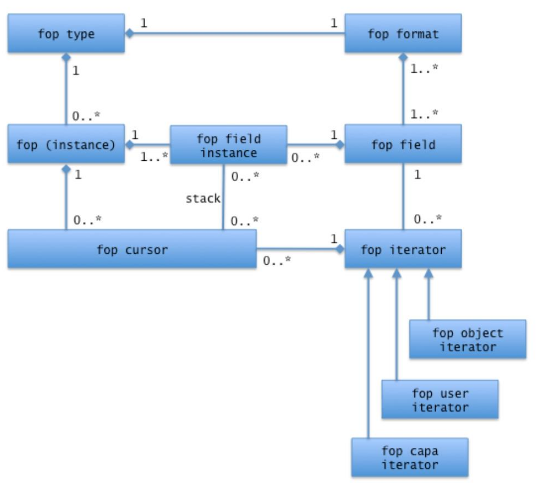 fop type
1
1
fop format
1
1..*
0..*
1..*
fop (instance)
1
1..*
fop field
instance
0..*
1
fop field
1
0..*
1
stack
0..*
0..*
0..*
fop cursor
0..*
1
fop iterator
fop object
iterator
fop user
iterator
fop capa
iterator